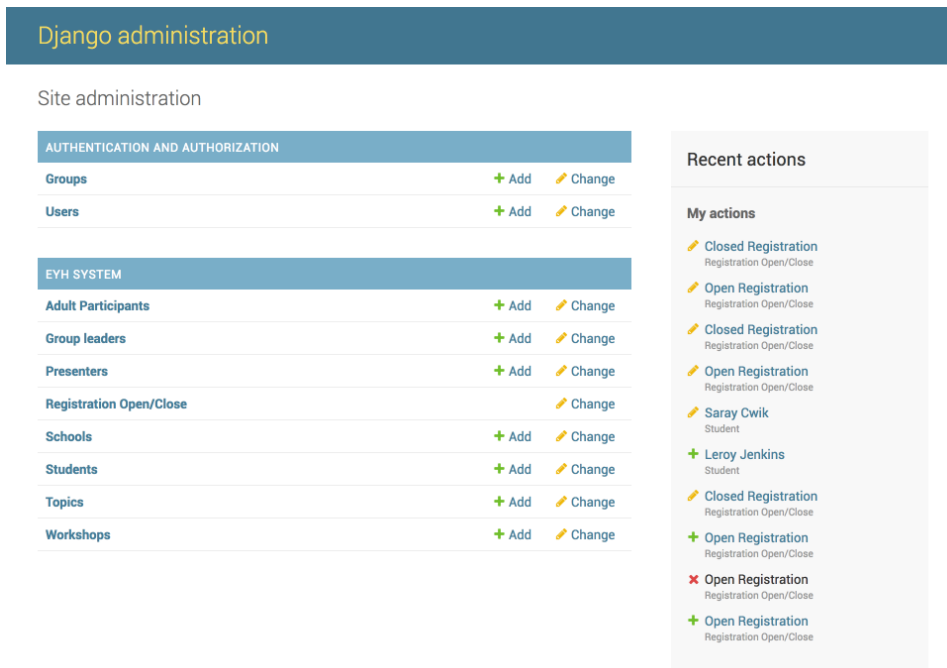 Django administration
Site administration
AUTHENTICATION AND AUTHORIZATION
Groups Add Change
Users Add Change
EYH SYSTEM
Adult Participants Add Change
Group leaders Add Change
Presenters Add Change
Registration Open/Close Change
Schools Add Change
Students Add Change
Topics Add Change
Workshops Add Change
Recent actions
My actions
Closed Registration
Registration Open/Close
Open Registration
Registration Open/Close
Closed Registration
Registration Open/Close
Open Registration
Registration Open/Close
Saray Cwik
Student
Leroy Jenkins
Student
Closed Registration
Registration Open/Close
Open Registration
Registration Open/Close
Open Registration
Registration Open/Close
Open Registration
Registration Open/Close